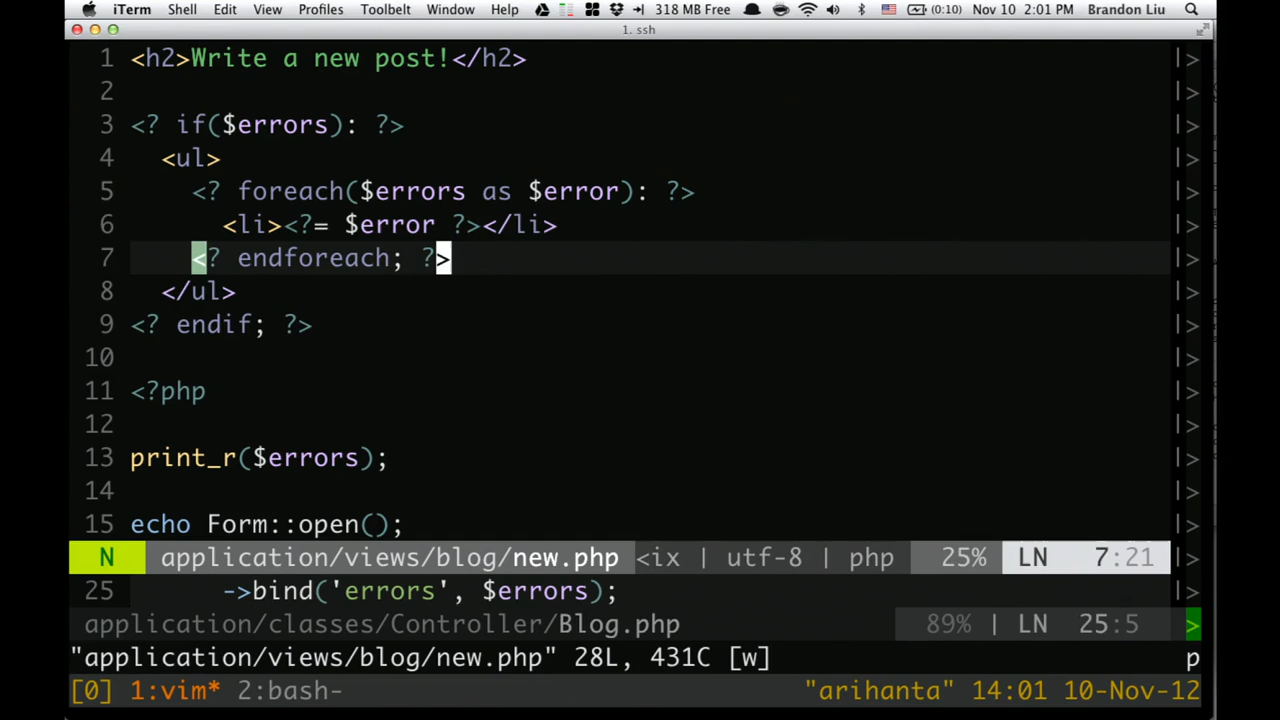 iTerm Shell Edit View Profiles Toolbelt Window Help 318 MB Free (0:10) Nov 10 2:01 PM Brandon Liu
1. ssh
1 <h2>Write a new post!</h2>
2
3 <? if($errors): ?>
4   <ul>
5     <? foreach($errors as $error): ?>
6       <li><?= $error ?></li>
7     <? endforeach; ?>
8   </ul>
9 <? endif; ?>
10
11 <?php
12
13 print_r($errors);
14
15 echo Form::open();
N application/views/blog/new.php <ix | utf-8 | php 25% LN 7:21
25       ->bind('errors', $errors);
application/classes/Controller/Blog.php 89% | LN 25:5
"application/views/blog/new.php" 28L, 431C [w] p
[0] 1:vim* 2:bash- "arihanta" 14:01 10-Nov-12